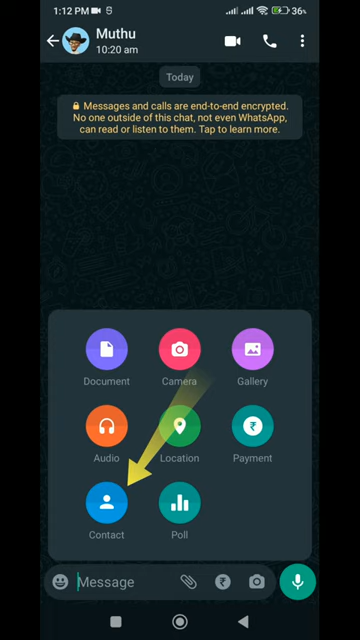 1:12 PM
36%
Muthu
10:20 am
Today
Messages and calls are end-to-end encrypted.
No one outside of this chat, not even WhatsApp,
can read or listen to them. Tap to learn more.
Document
Camera
Gallery
Audio
Location
Payment
Contact
Poll
Message